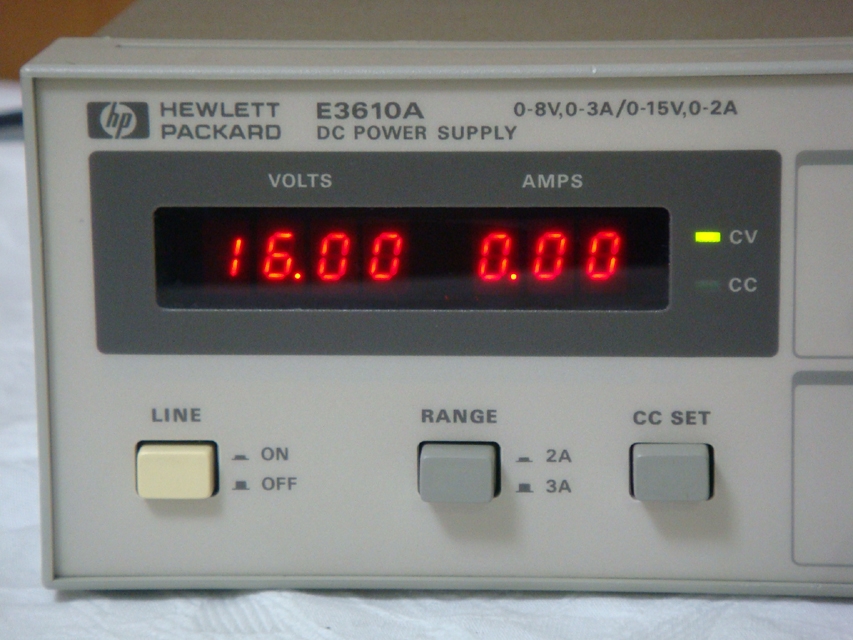 hp HEWLETT PACKARD
E3610A 0-8V,0-3A/0-15V,0-2A
DC POWER SUPPLY
VOLTS AMPS
16.00 0.00
CV
CC
LINE RANGE CC SET
ON 2A
OFF 3A